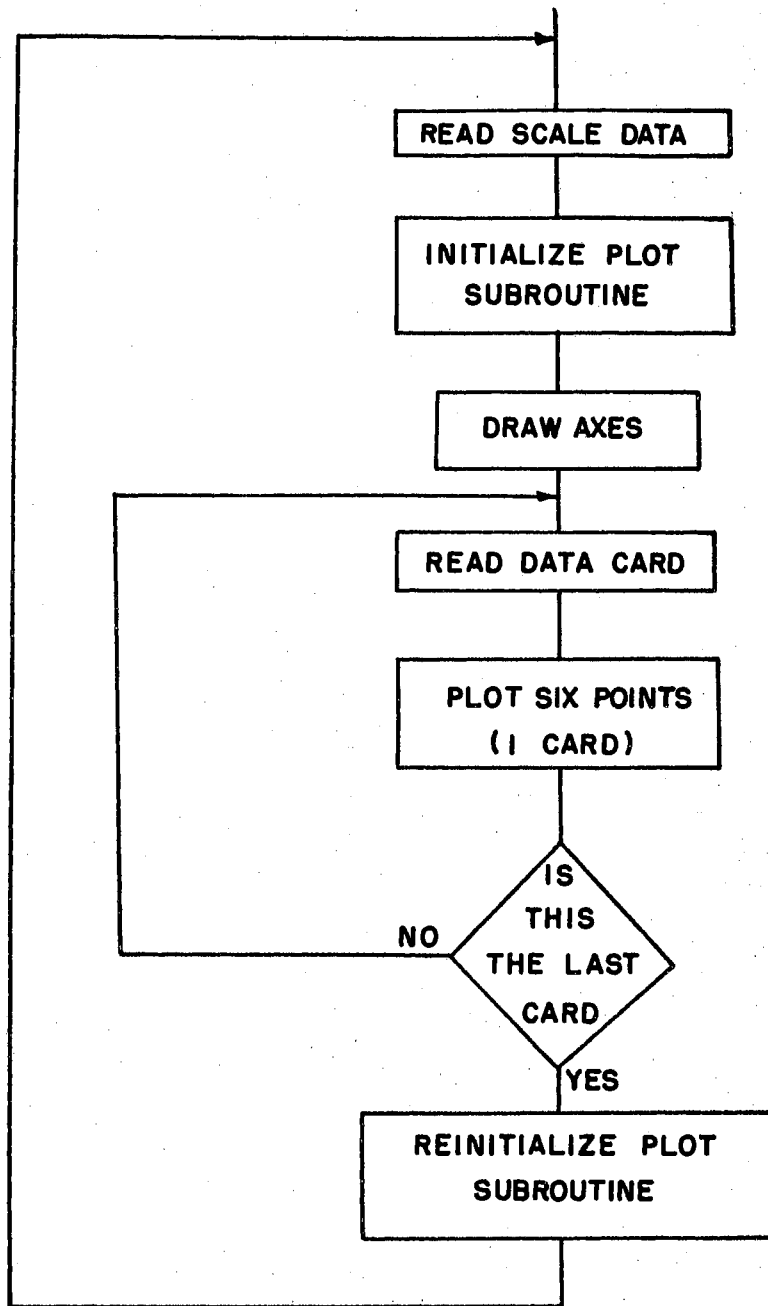 READ SCALE DATA
INITIALIZE PLOT
SUBROUTINE
DRAW AXES
READ DATA CARD
PLOT SIX POINTS
(1 CARD)
IS
THIS
THE LAST
CARD
NO
YES
REINITIALIZE PLOT
SUBROUTINE